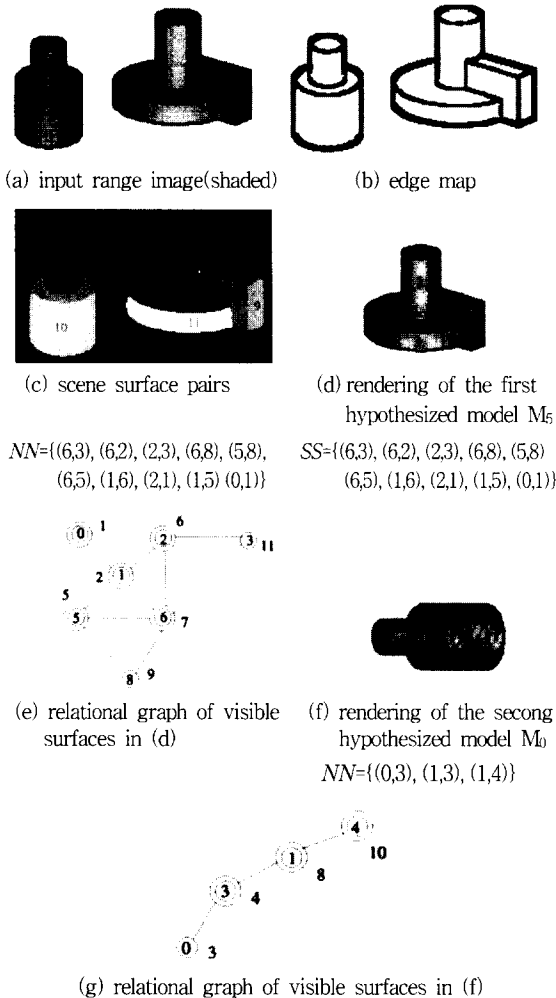 (a) input range image(shaded)
(b) edge map
10
11
9
(c) scene surface pairs
(d) rendering of the first
hypothesized model M5
NN={(6,3), (6,2), (2,3), (6,8), (5,8),
(6,5), (1,6), (2,1), (1,5) (0,1)}
SS={(6,3), (6,2), (2,3), (6,8), (5,8)
(6,5), (1,6), (2,1), (1,5), (0,1)}
0 1
2 6
3 11
2 1
5
5
6 7
8 9
(e) relational graph of visible
surfaces in (d)
(f) rendering of the secong
hypothesized model M0
NN={(0,3), (1,3), (1,4)}
4 10
1 8
3 4
0 3
(g) relational graph of visible surfaces in (f)